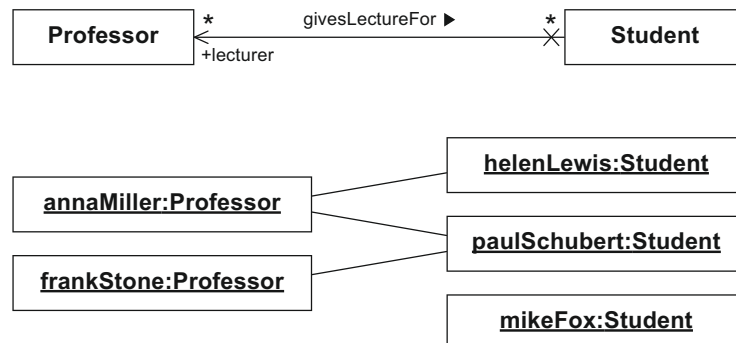 * givesLectureFor ▶ *
Professor Student
+lecturer
helenLewis:Student
annaMiller:Professor
paulSchubert:Student
frankStone:Professor
mikeFox:Student